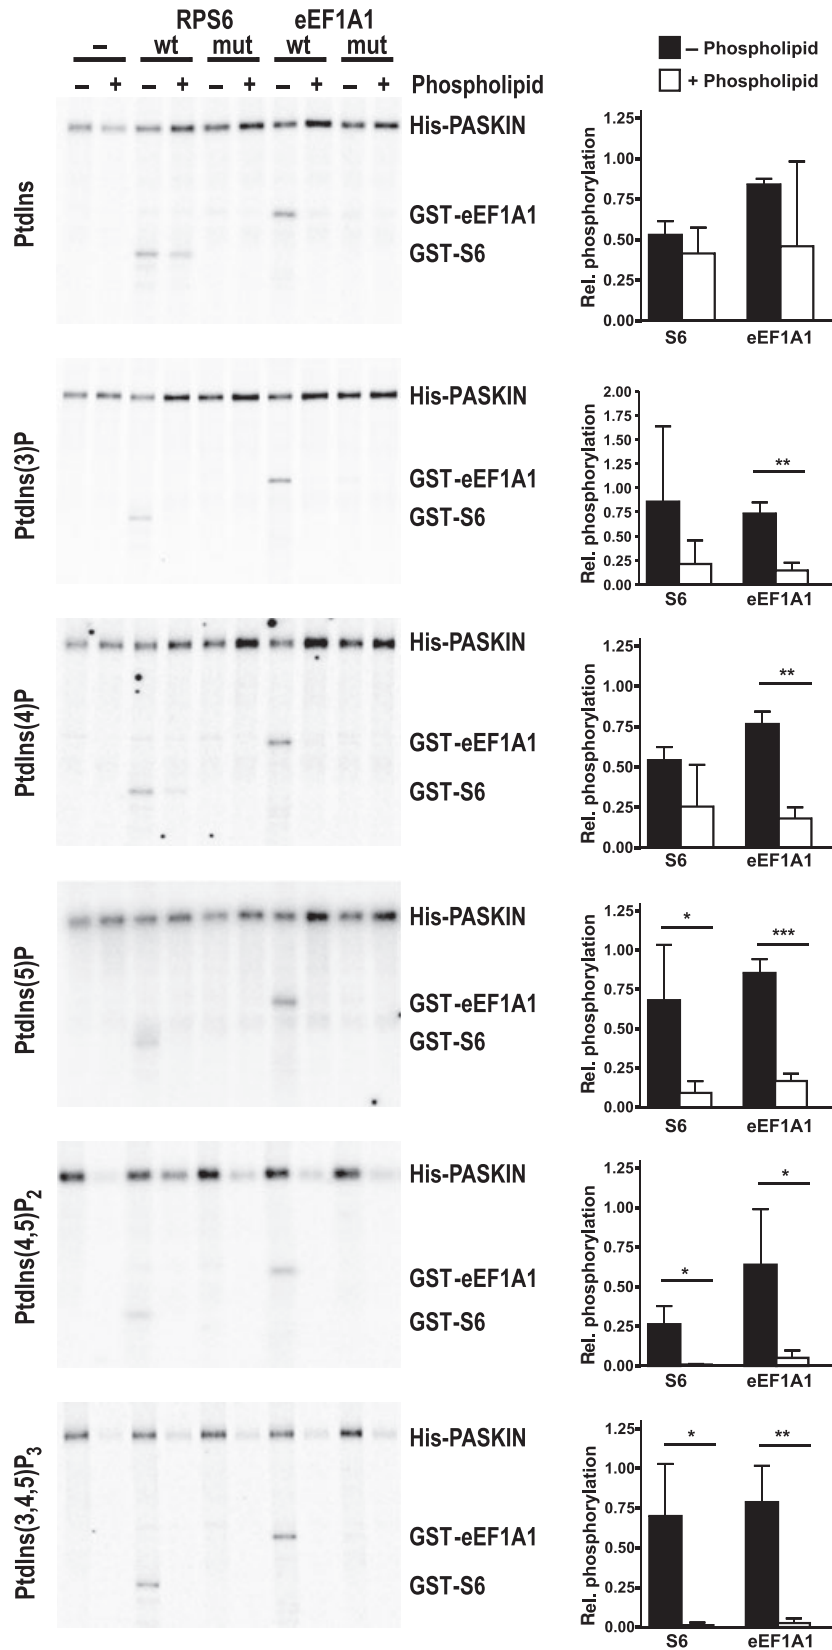 RPS6 eEF1A1
– wt mut wt mut
– + – + – + – + – + Phospholipid
– Phospholipid
+ Phospholipid
PtdIns
His-PASKIN
GST-eEF1A1
GST-S6
Rel. phosphorylation
1.25
1.00
0.75
0.50
0.25
0.00
S6 eEF1A1
PtdIns(3)P
His-PASKIN
GST-eEF1A1
GST-S6
Rel. phosphorylation
2.00
1.75
1.50
1.25
1.00
0.75
0.50
0.25
0.00
**
S6 eEF1A1
PtdIns(4)P
His-PASKIN
GST-eEF1A1
GST-S6
Rel. phosphorylation
1.25
1.00
0.75
0.50
0.25
0.00
**
S6 eEF1A1
PtdIns(5)P
His-PASKIN
GST-eEF1A1
GST-S6
Rel. phosphorylation
1.25
1.00
0.75
0.50
0.25
0.00
* ***
S6 eEF1A1
PtdIns(4,5)P2
His-PASKIN
GST-eEF1A1
GST-S6
Rel. phosphorylation
1.25
1.00
0.75
0.50
0.25
0.00
* *
S6 eEF1A1
PtdIns(3,4,5)P3
His-PASKIN
GST-eEF1A1
GST-S6
Rel. phosphorylation
1.25
1.00
0.75
0.50
0.25
0.00
* **
S6 eEF1A1